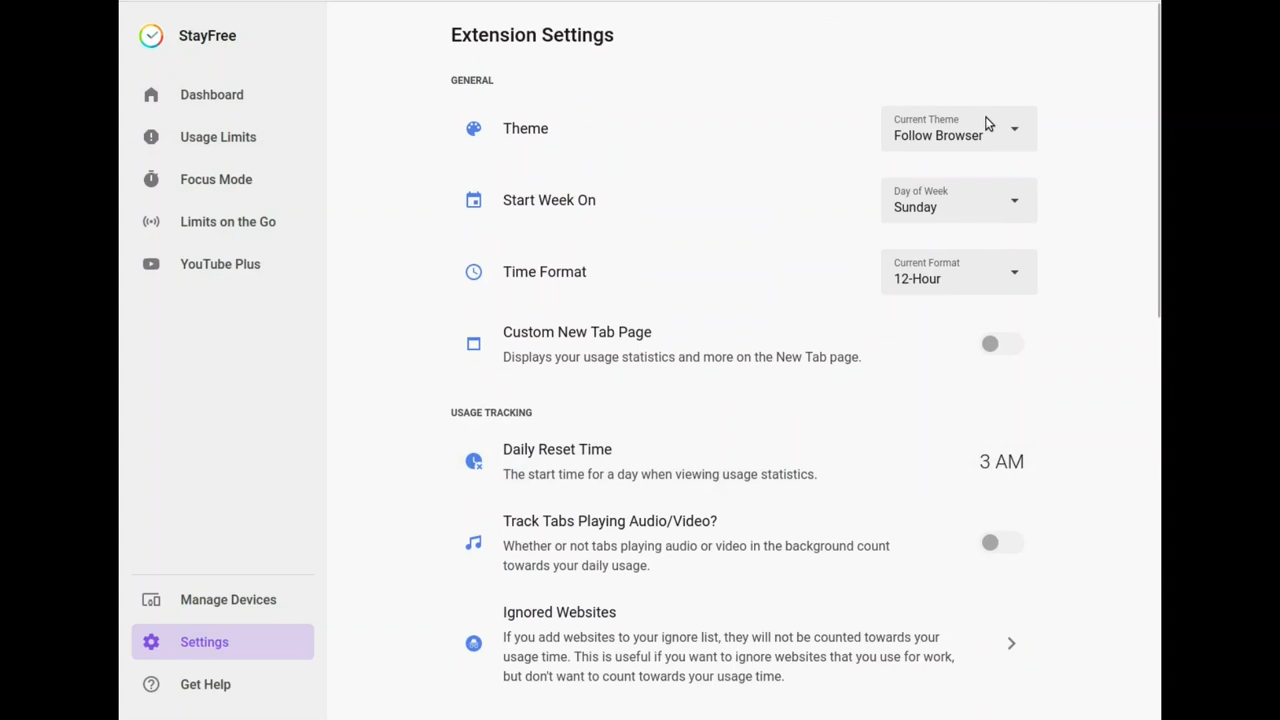 StayFree
Dashboard
Usage Limits
Focus Mode
Limits on the Go
YouTube Plus
Manage Devices
Settings
Get Help
Extension Settings
GENERAL
Theme
Current Theme
Follow Browser
Start Week On
Day of Week
Sunday
Time Format
Current Format
12-Hour
Custom New Tab Page
Displays your usage statistics and more on the New Tab page.
USAGE TRACKING
Daily Reset Time
The start time for a day when viewing usage statistics.
3 AM
Track Tabs Playing Audio/Video?
Whether or not tabs playing audio or video in the background count
towards your daily usage.
Ignored Websites
If you add websites to your ignore list, they will not be counted towards your
usage time. This is useful if you want to ignore websites that you use for work,
but don't want to count towards your usage time.